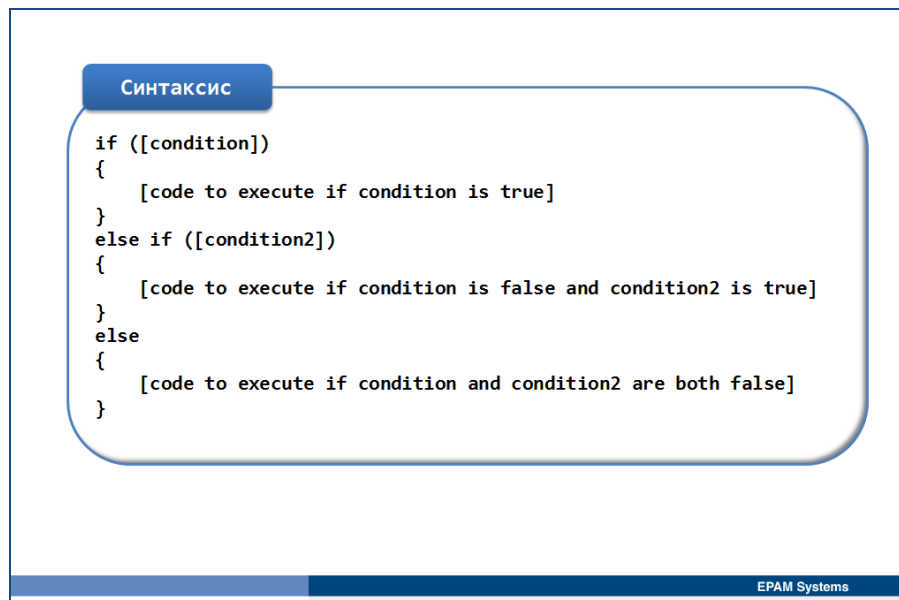 Синтаксис
if ([condition])
{
    [code to execute if condition is true]
}
else if ([condition2])
{
    [code to execute if condition is false and condition2 is true]
}
else
{
    [code to execute if condition and condition2 are both false]
}
EPAM Systems